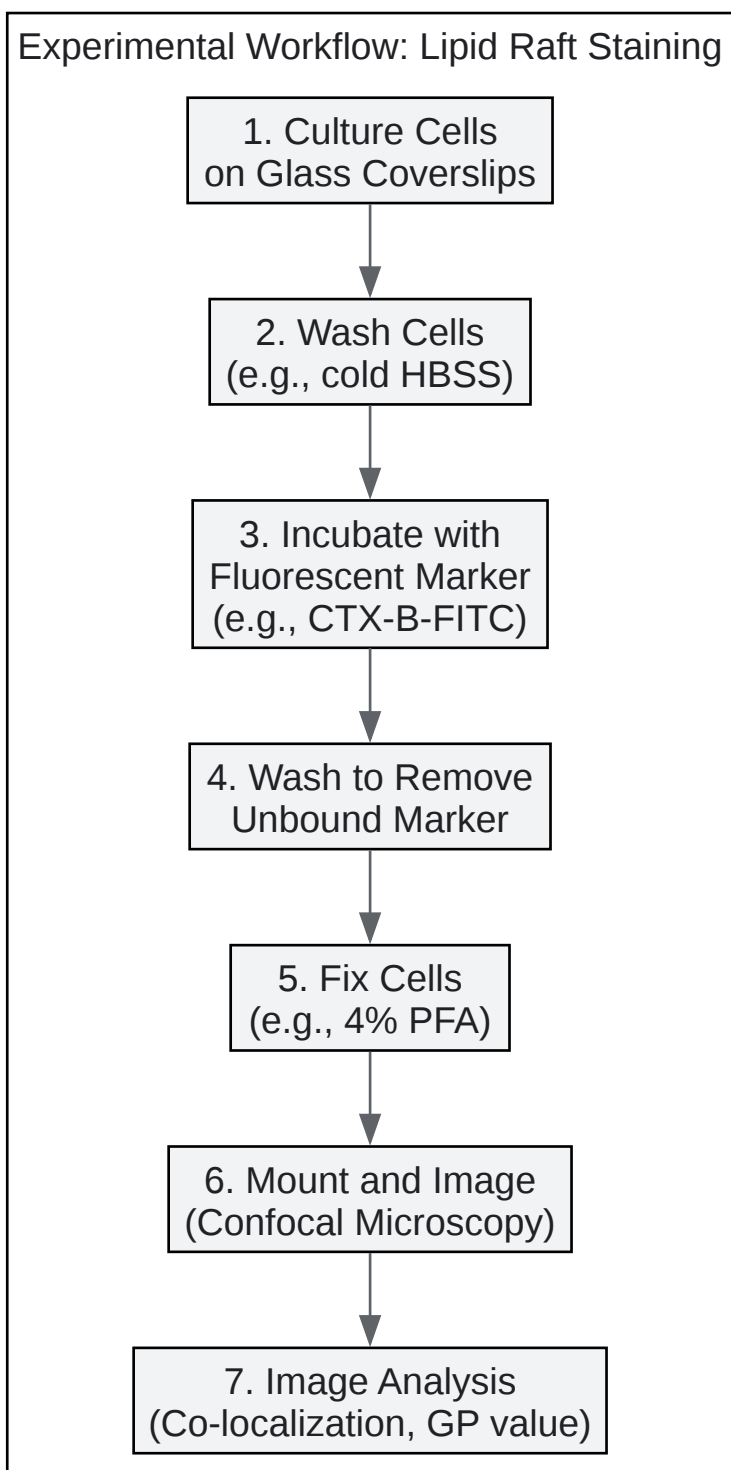 Experimental Workflow: Lipid Raft Staining
1. Culture Cells
on Glass Coverslips
2. Wash Cells
(e.g., cold HBSS)
3. Incubate with
Fluorescent Marker
(e.g., CTX-B-FITC)
4. Wash to Remove
Unbound Marker
5. Fix Cells
(e.g., 4% PFA)
6. Mount and Image
(Confocal Microscopy)
7. Image Analysis
(Co-localization, GP value)